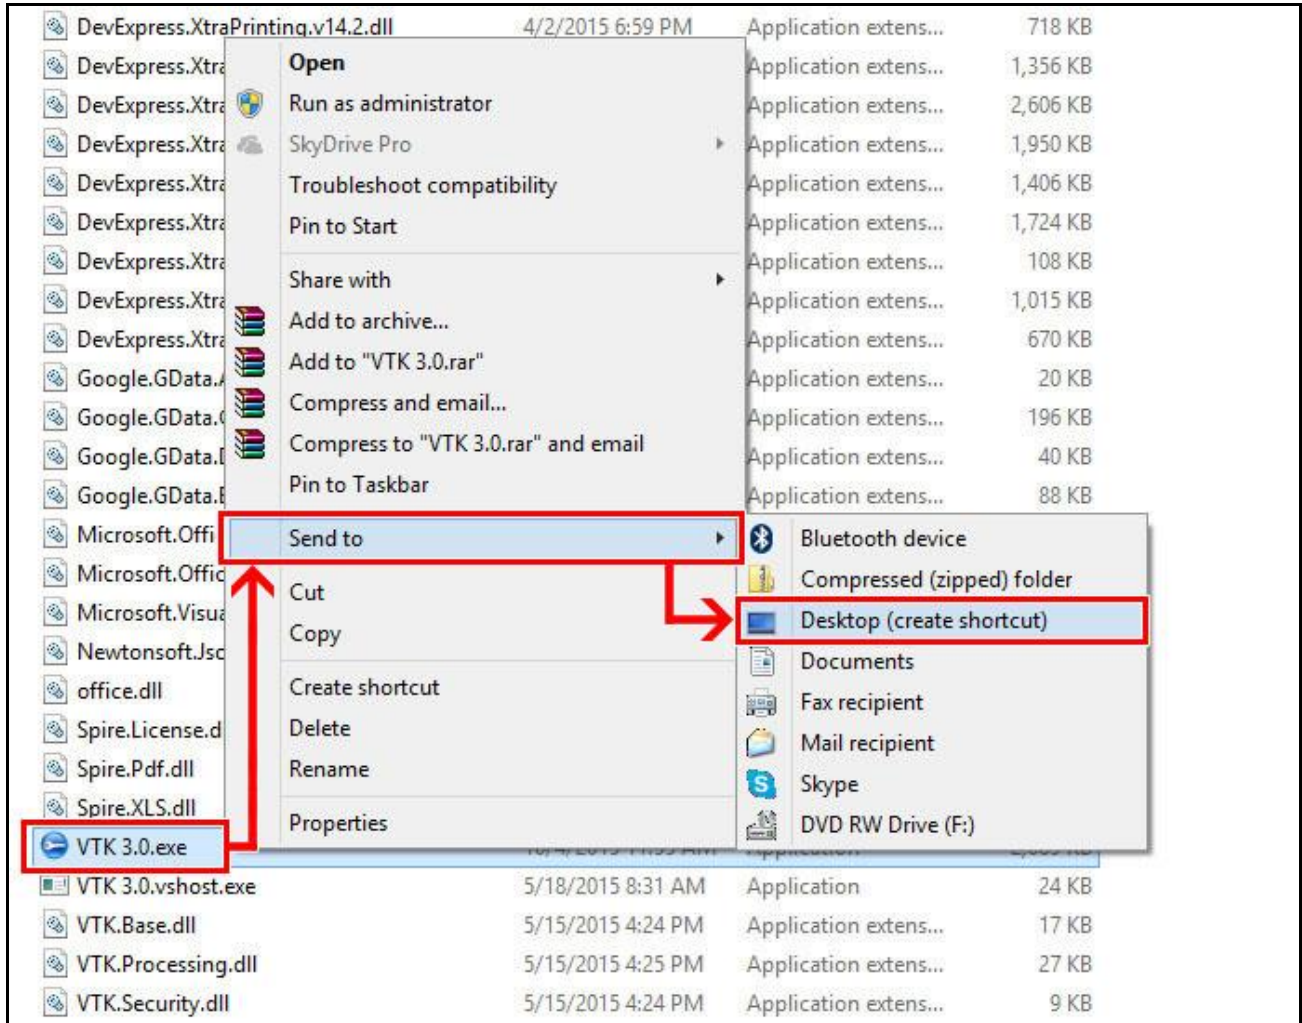 DevExpress.XtraPrinting.v14.2.dll 4/2/2015 6:59 PM Application extens... 718 KB
DevExpress.Xtra Open Application extens... 1,356 KB
DevExpress.Xtra Run as administrator Application extens... 2,606 KB
DevExpress.Xtra SkyDrive Pro Application extens... 1,950 KB
DevExpress.Xtra Troubleshoot compatibility Application extens... 1,406 KB
DevExpress.Xtra Pin to Start Application extens... 1,724 KB
DevExpress.Xtra Application extens... 108 KB
DevExpress.Xtra Share with Application extens... 1,015 KB
DevExpress.Xtra Add to archive... Application extens... 670 KB
Google.GData. Add to "VTK 3.0.rar" Application extens... 20 KB
Google.GData. Compress and email... Application extens... 196 KB
Google.GData. Compress to "VTK 3.0.rar" and email Application extens... 40 KB
Google.GData. Pin to Taskbar Application extens... 88 KB
Microsoft.Offi Send to Bluetooth device
Microsoft.Offic Cut Compressed (zipped) folder
Microsoft.Visua Copy Desktop (create shortcut)
Newtonsoft.Jso Documents
office.dll Create shortcut Fax recipient
Spire.License.d Delete Mail recipient
Spire.Pdf.dll Rename Skype
Spire.XLS.dll Properties DVD RW Drive (F:)
VTK 3.0.exe
VTK 3.0.vshost.exe 5/18/2015 8:31 AM Application 24 KB
VTK.Base.dll 5/15/2015 4:24 PM Application extens... 17 KB
VTK.Processing.dll 5/15/2015 4:25 PM Application extens... 27 KB
VTK.Security.dll 5/15/2015 4:24 PM Application extens... 9 KB